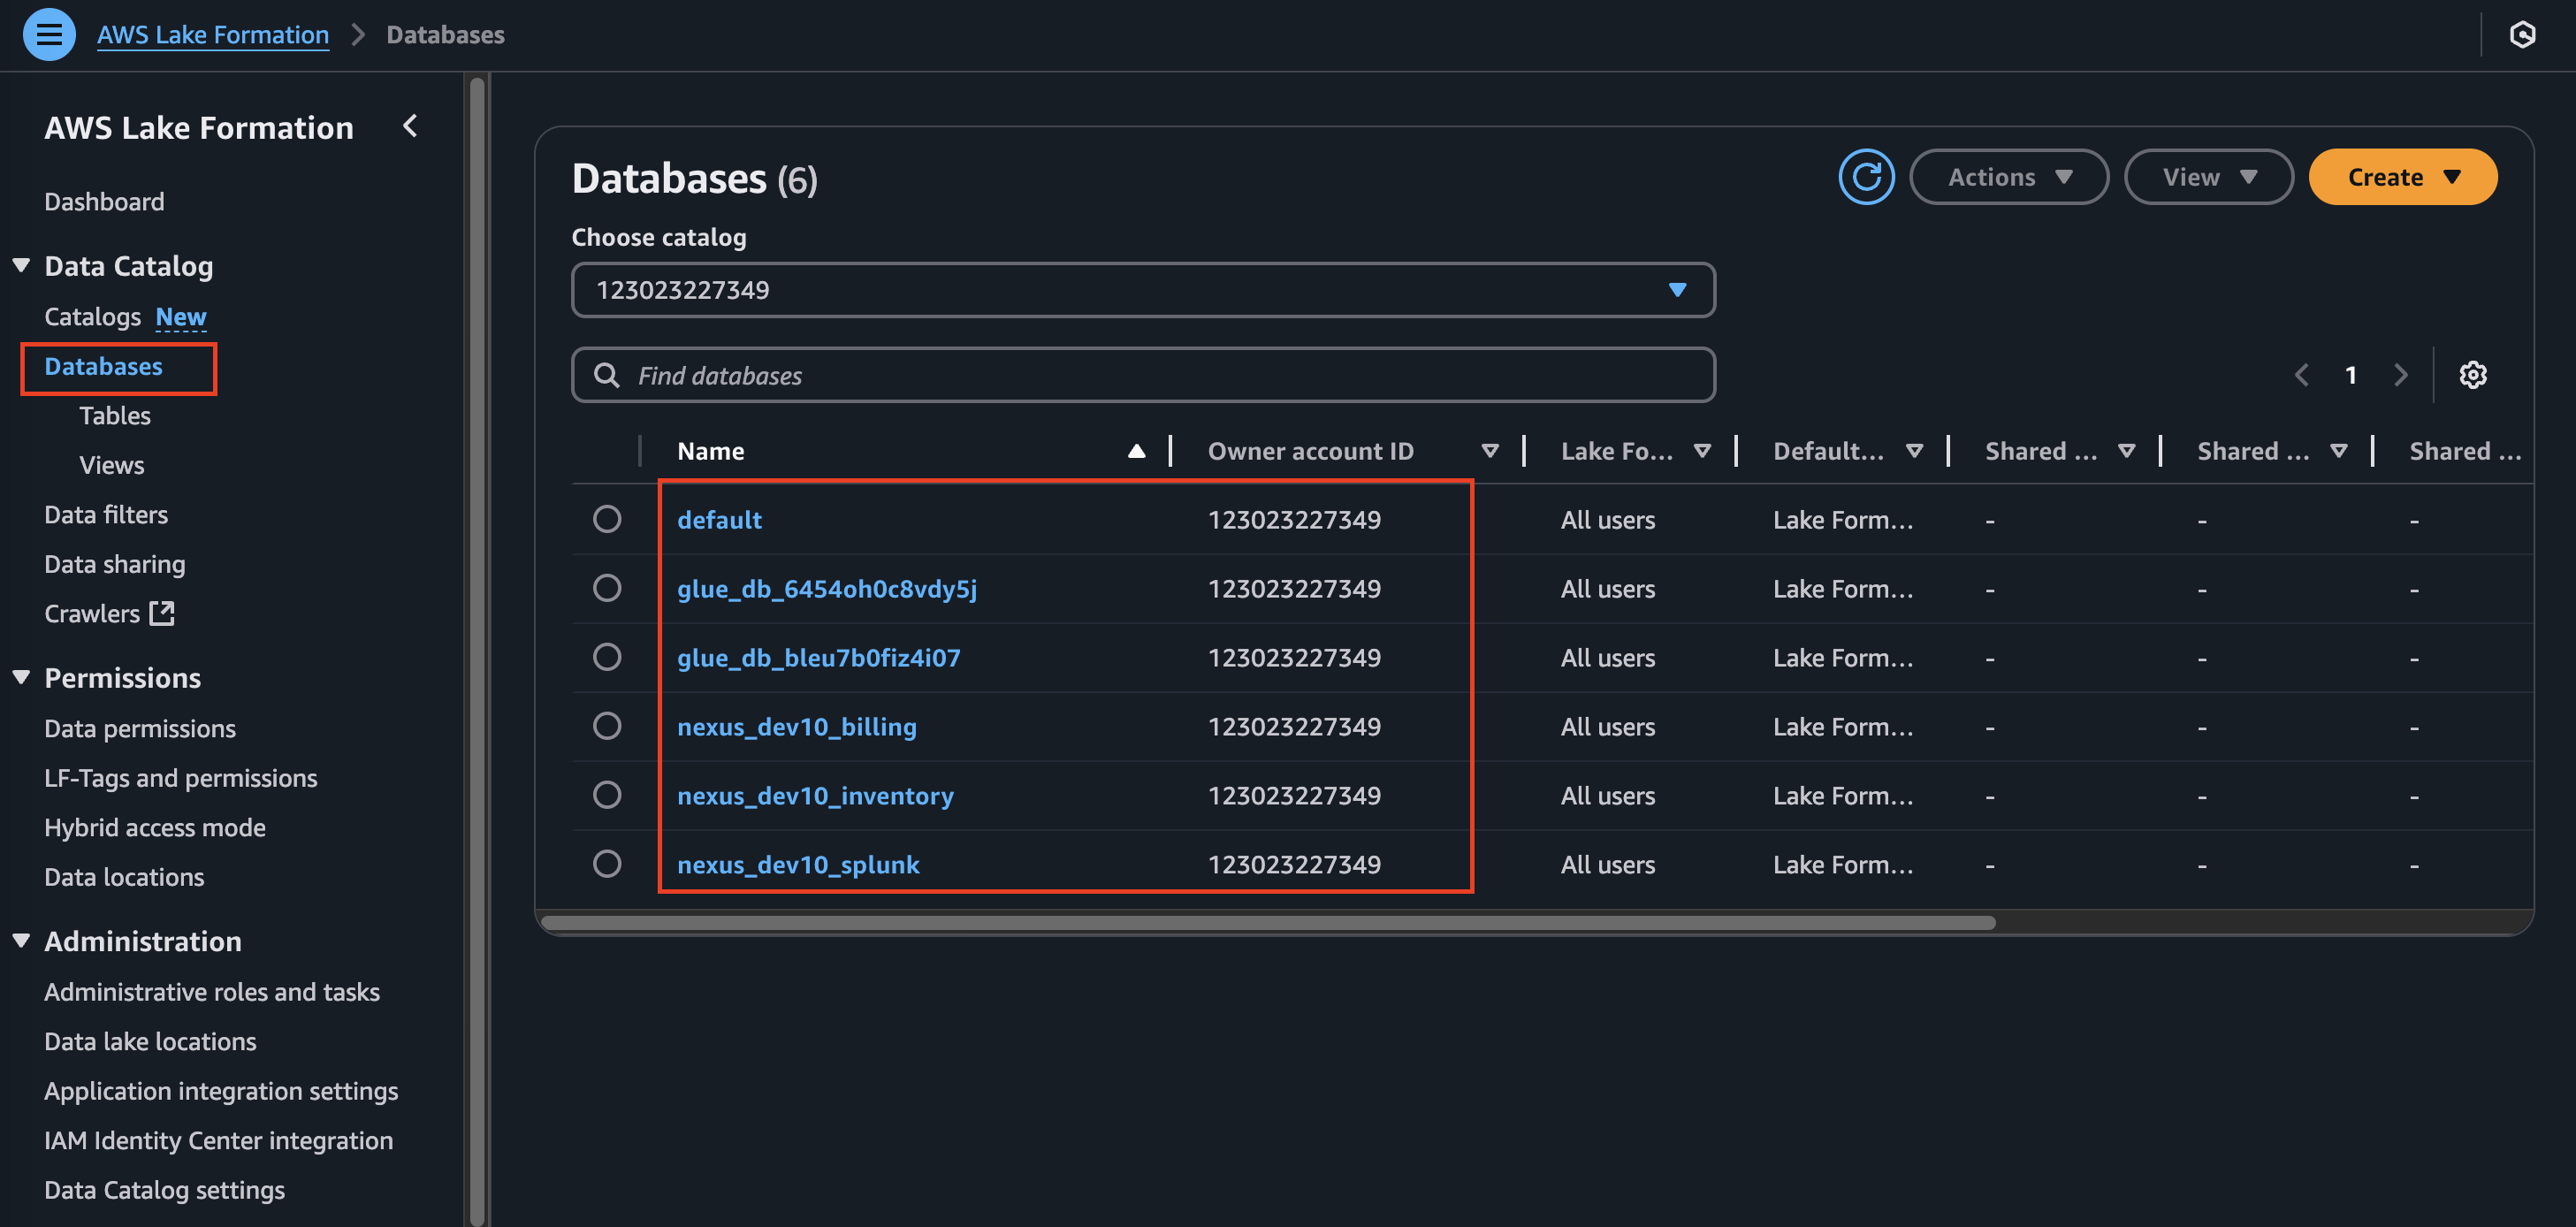 AWS Lake Formation > Databases
AWS Lake Formation
Dashboard
Data Catalog
Catalogs New
Databases
Tables
Views
Data filters
Data sharing
Crawlers
Permissions
Data permissions
LF-Tags and permissions
Hybrid access mode
Data locations
Administration
Administrative roles and tasks
Data lake locations
Application integration settings
IAM Identity Center integration
Data Catalog settings
Databases (6)
Actions View Create
Choose catalog
123023227349
Find databases
1
Name Owner account ID Lake Fo... Default... Shared ... Shared ... Shared ...
default 123023227349 All users Lake Form... - - -
glue_db_6454oh0c8vdy5j 123023227349 All users Lake Form... - - -
glue_db_bleu7b0fiz4i07 123023227349 All users Lake Form... - - -
nexus_dev10_billing 123023227349 All users Lake Form... - - -
nexus_dev10_inventory 123023227349 All users Lake Form... - - -
nexus_dev10_splunk 123023227349 All users Lake Form... - - -